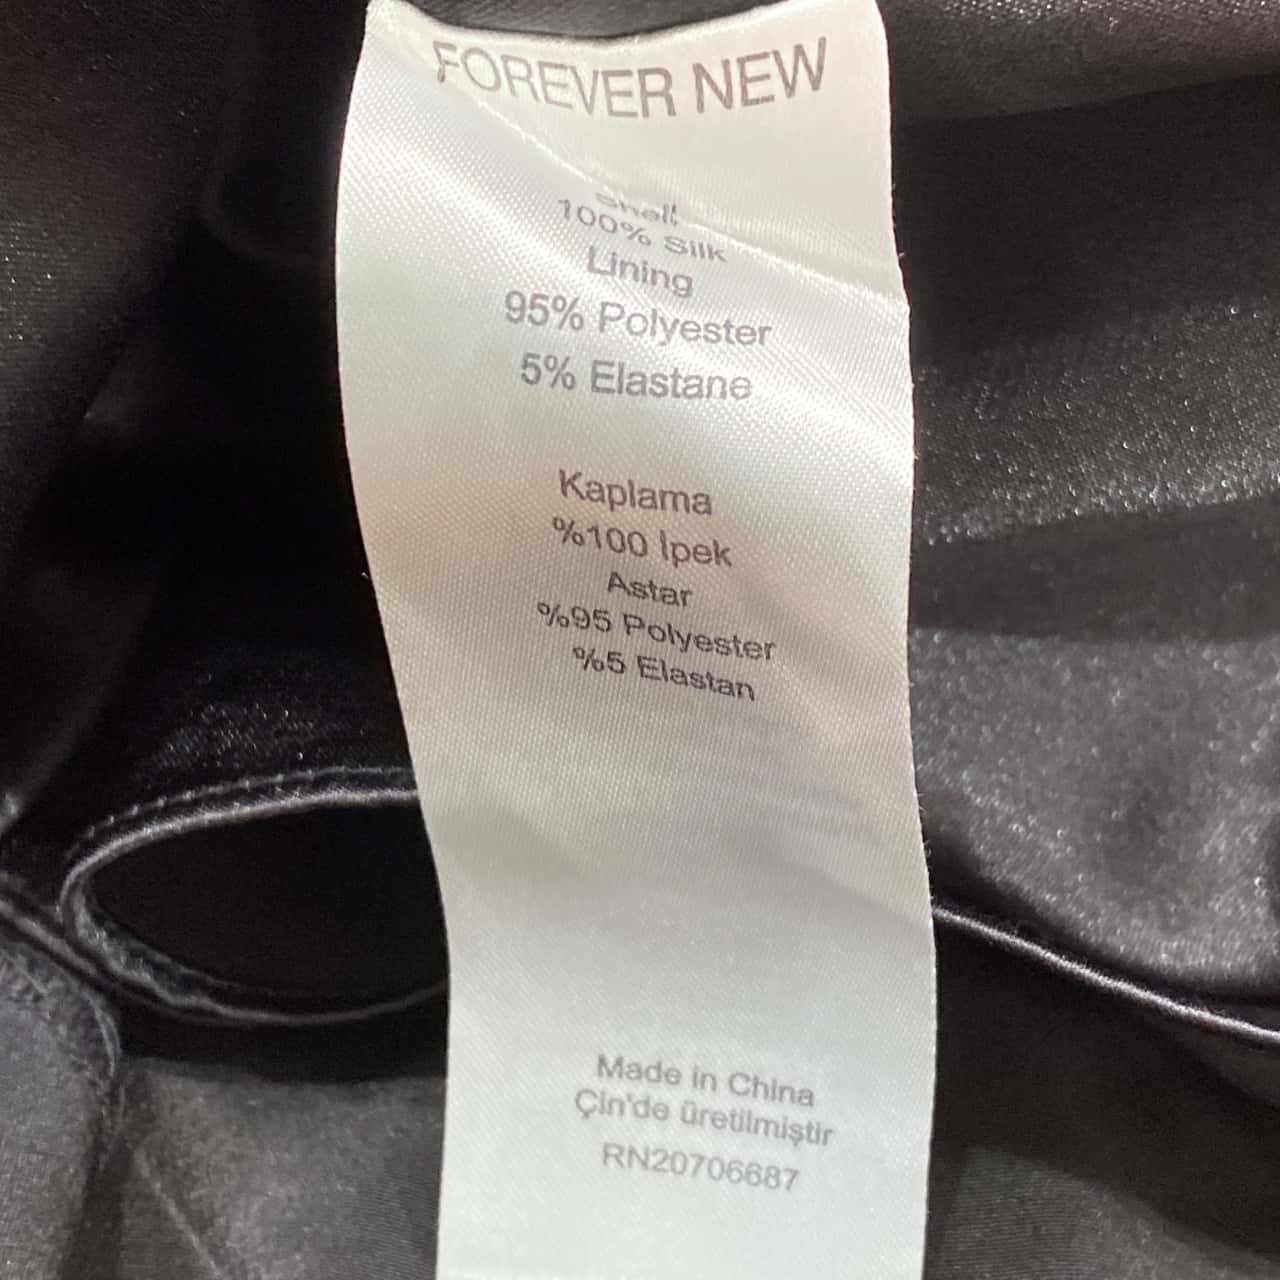 FOREVER NEW
Shell
100% Silk
Lining
95% Polyester
5% Elastane
Kaplama
%100 İpek
Astar
%95 Polyester
%5 Elastan
Made in China
Çin'de üretilmiştir
RN20706687